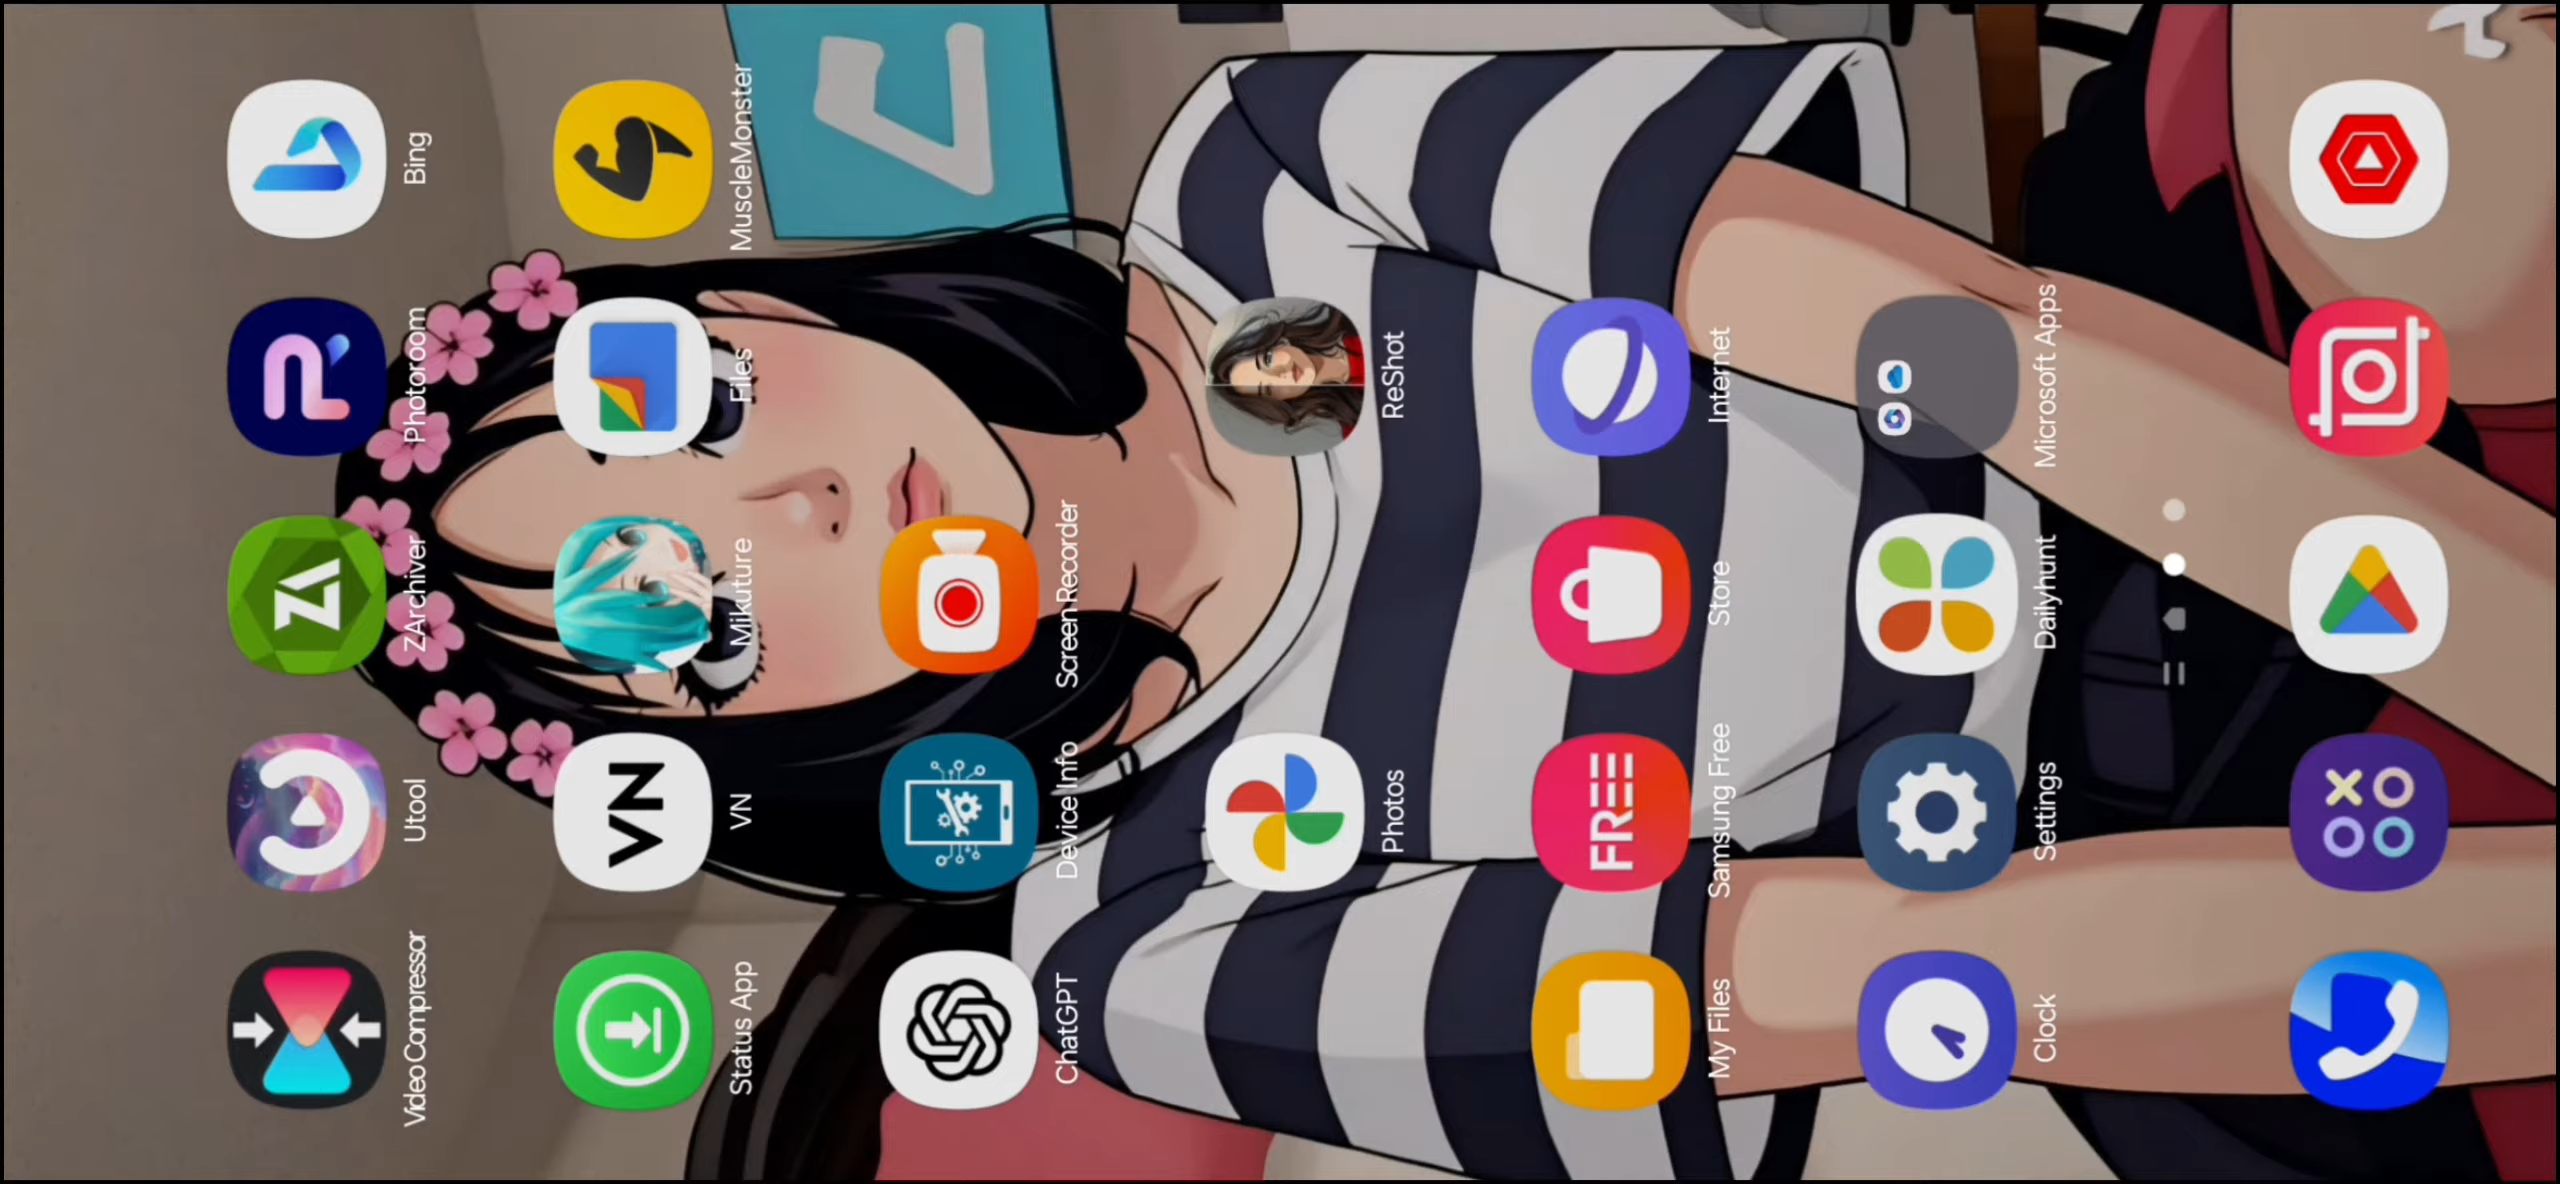 Video Compressor
Utool
ZArchiver
Photoroom
Bing
Status App
VN
Mikuture
Files
MuscleMonster
ChatGPT
Device Info
Screen Recorder
Photos
ReShot
My Files
FREE
Samsung Free
Store
Internet
Clock
Settings
Dailyhunt
Microsoft Apps